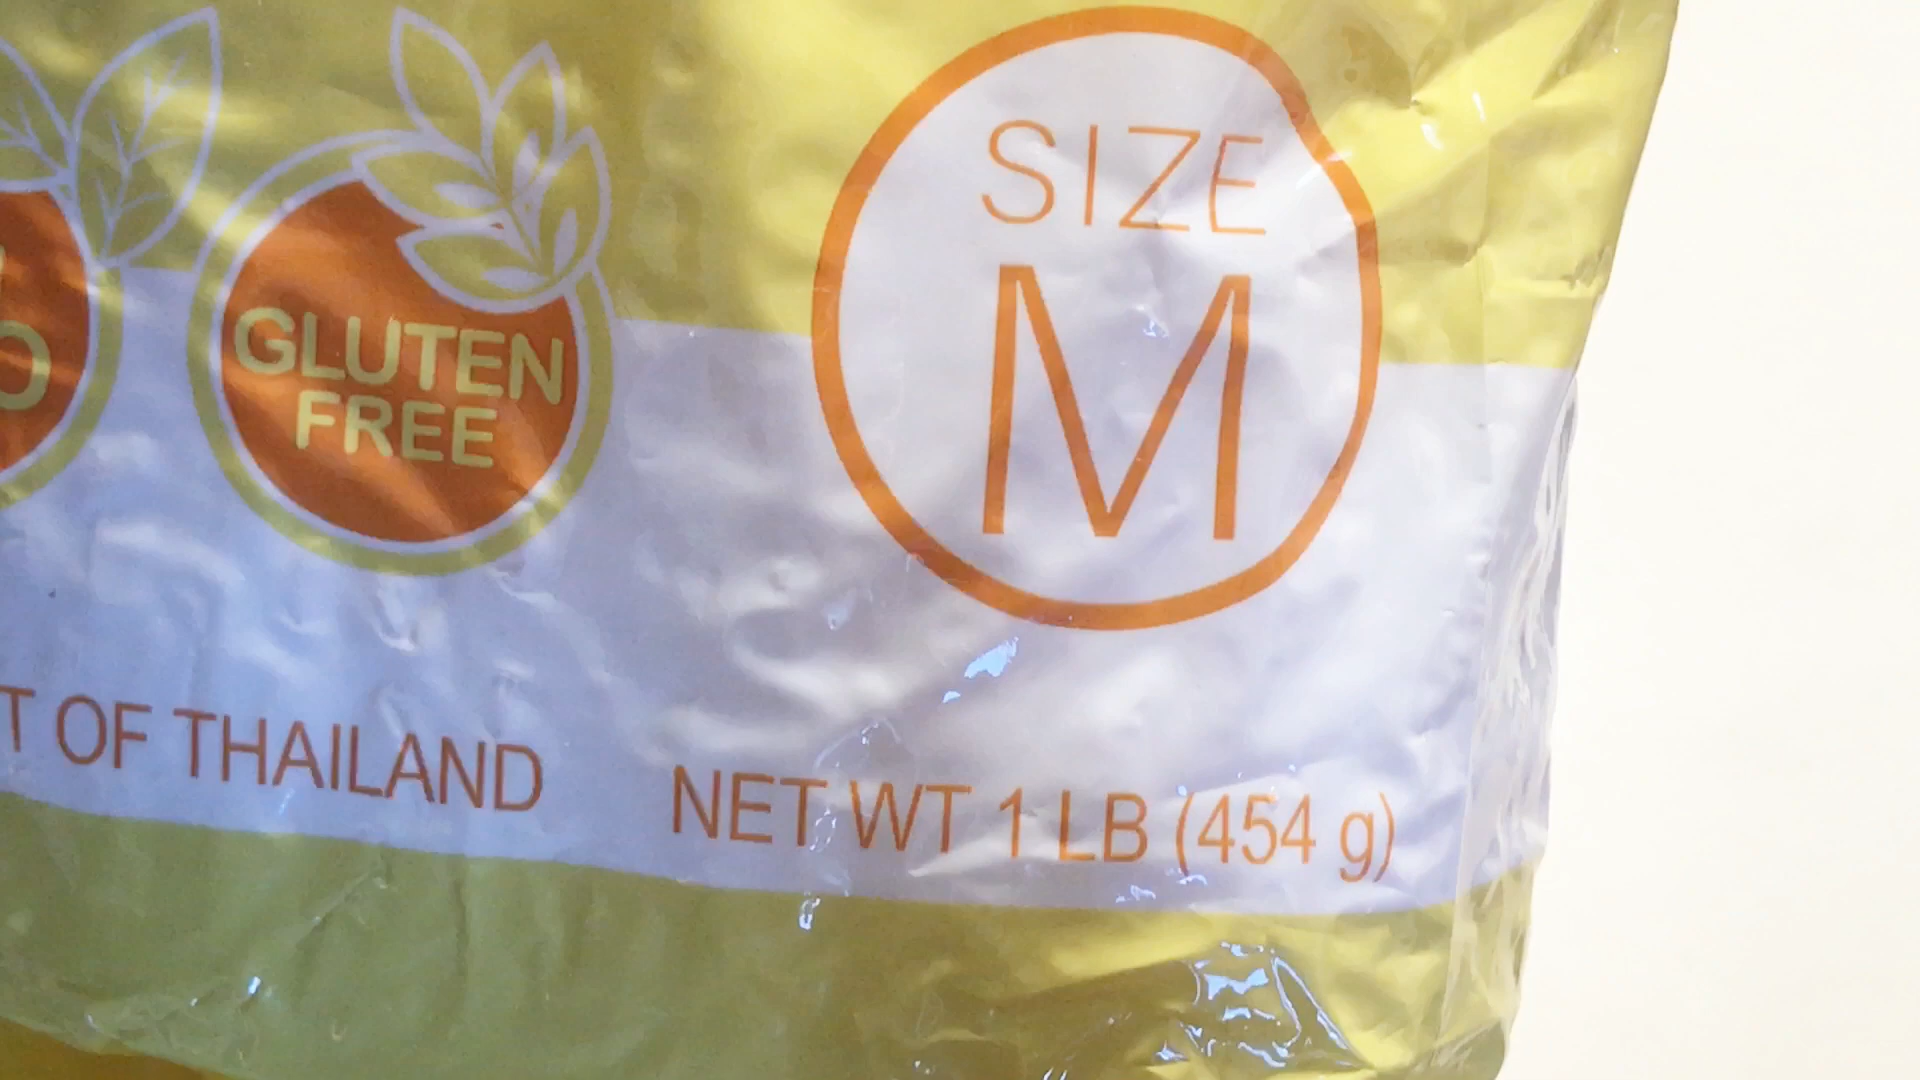 SIZE
M
GLUTEN
FREE
OF THAILAND
NET WT 1 LB (454 g)